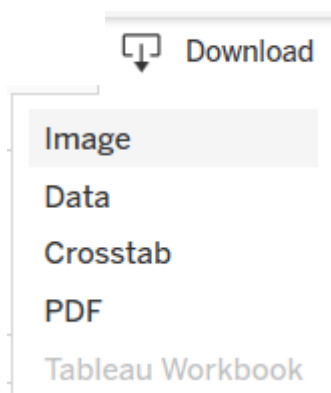 Download
Image
Data
Crosstab
PDF
Tableau Workbook